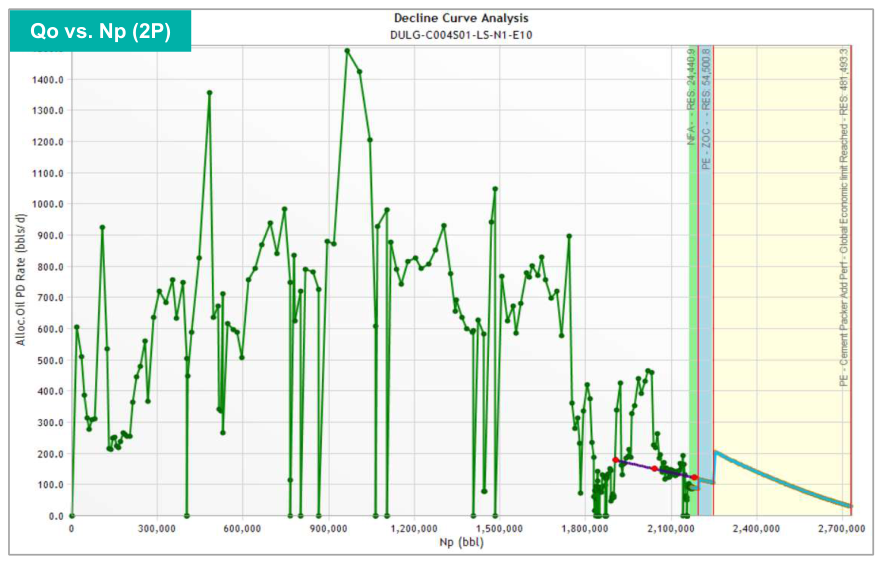 Qo vs. Np (2P)
Decline Curve Analysis
DULG-C004S01-LS-N1-E10
Alloc.Oil PD Rate (bbls/d)
1400.0
1300.0
1200.0
1100.0
1000.0
900.0
800.0
700.0
600.0
500.0
400.0
300.0
200.0
100.0
0.0
NFA - - RES: 24,440.9
PE - ZOC - - RES: 54,500.8
PE - Cement Packer Add Perf - Global Economic limit Reached - RES: 481,493.3
0 300,000 600,000 900,000 1,200,000 1,500,000 1,800,000 2,100,000 2,400,000 2,700,000
Np (bbl)